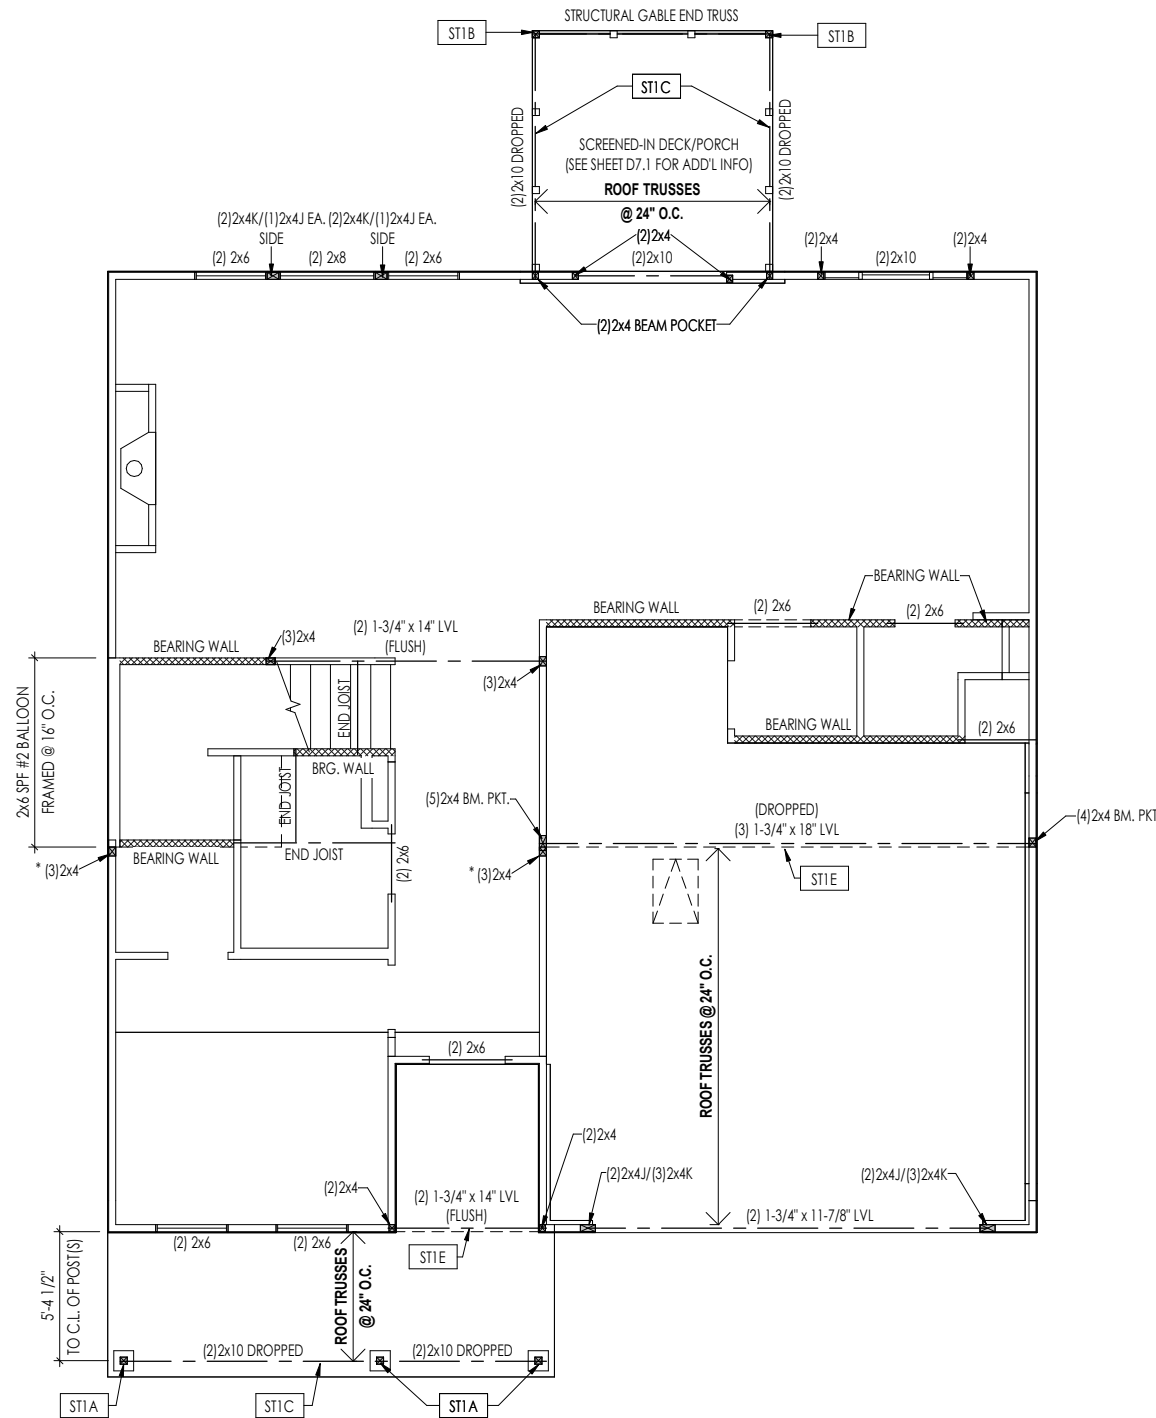 STRUCTURAL GABLE END TRUSS
ST1B
ST1B
ST1C
(2)2x10 DROPPED
(2)2x10 DROPPED
SCREENED-IN DECK/PORCH
(SEE SHEET D7.1 FOR ADD'L INFO)
ROOF TRUSSES
@ 24" O.C.
(2)2x4K/(1)2x4J EA.
SIDE
(2)2x4K/(1)2x4J EA.
SIDE
(2)2x4
(2)2x4
(2)2x4
(2) 2x6
(2) 2x8
(2) 2x6
(2)2x10
(2)2x10
(2)2x4 BEAM POCKET
BEARING WALL
BEARING WALL
(2) 2x6
(2) 2x6
(2) 1-3/4" x 14" LVL
(FLUSH)
(3)2x4
BEARING WALL
(3)2x4
2x6 SPF #2 BALLOON
FRAMED @ 16" O.C.
END JOIST
BEARING WALL
(2) 2x6
BRG. WALL
END JOIST
(5)2x4 BM. PKT.
(DROPPED)
(3) 1-3/4" x 18" LVL
(4)2x4 BM. PKT
BEARING WALL
END JOIST
(2) 2x6
* (3)2x4
* (3)2x4
ST1E
ROOF TRUSSES @ 24" O.C.
(2) 2x6
(2)2x4
(2)2x4J/(3)2x4K
(2)2x4J/(3)2x4K
(2)2x4
(2) 1-3/4" x 14" LVL
(FLUSH)
(2) 1-3/4" x 11-7/8" LVL
(2) 2x6
(2) 2x6
ST1E
5'-4 1/2"
TO C.L. OF POST(S)
ROOF TRUSSES
@ 24" O.C.
(2)2x10 DROPPED
(2)2x10 DROPPED
ST1A
ST1C
ST1A